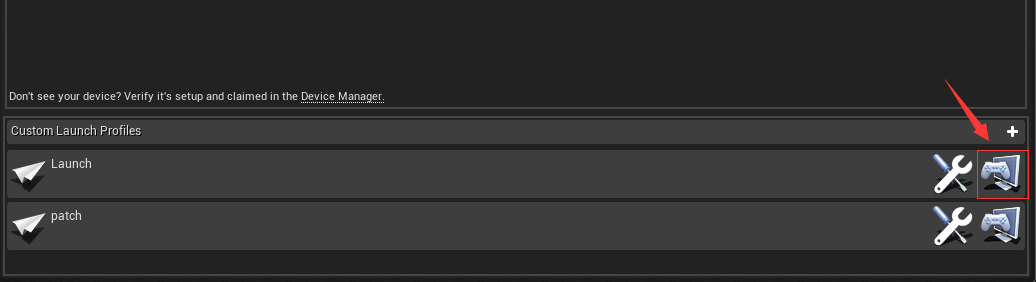 Don't see your device? Verify it's setup and claimed in the Device Manager.
Custom Launch Profiles
Launch
patch